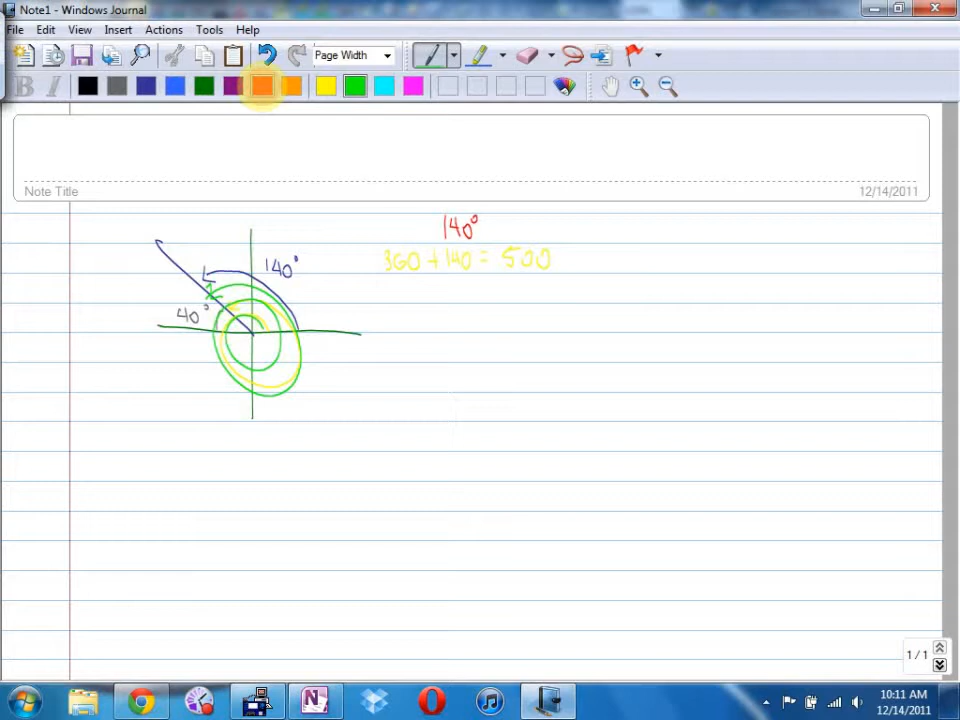 Note1 - Windows Journal
File Edit View Insert Actions Tools Help
Page Width
B I
Note Title
12/14/2011
140°
360 + 140 = 500
140°
40°
1 / 1
10:11 AM
12/14/2011